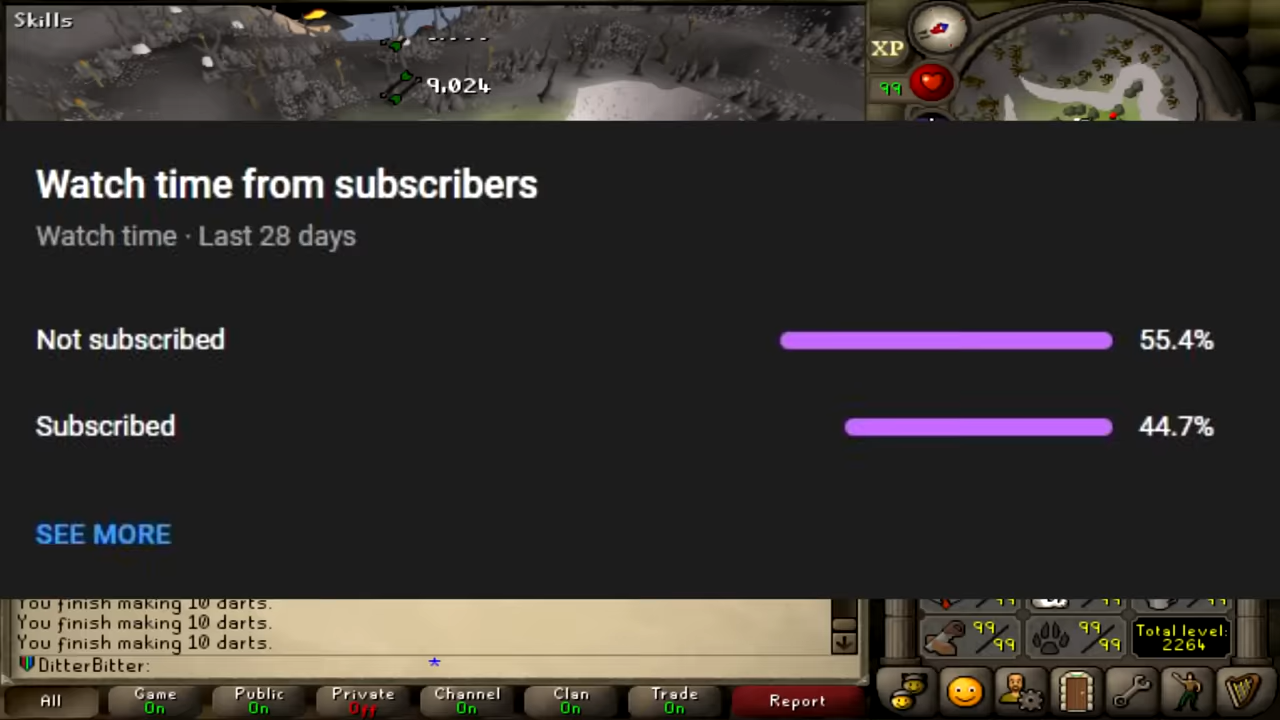 Skills
XP
9,024
99
Watch time from subscribers
Watch time · Last 28 days
Not subscribed 55.4%
Subscribed 44.7%
SEE MORE
You finish making 10 darts.
You finish making 10 darts.
You finish making 10 darts.
DitterBitter: *
99/99 99/99 Total level: 2264
All Game On Public On Private Off Channel On Clan On Trade On Report